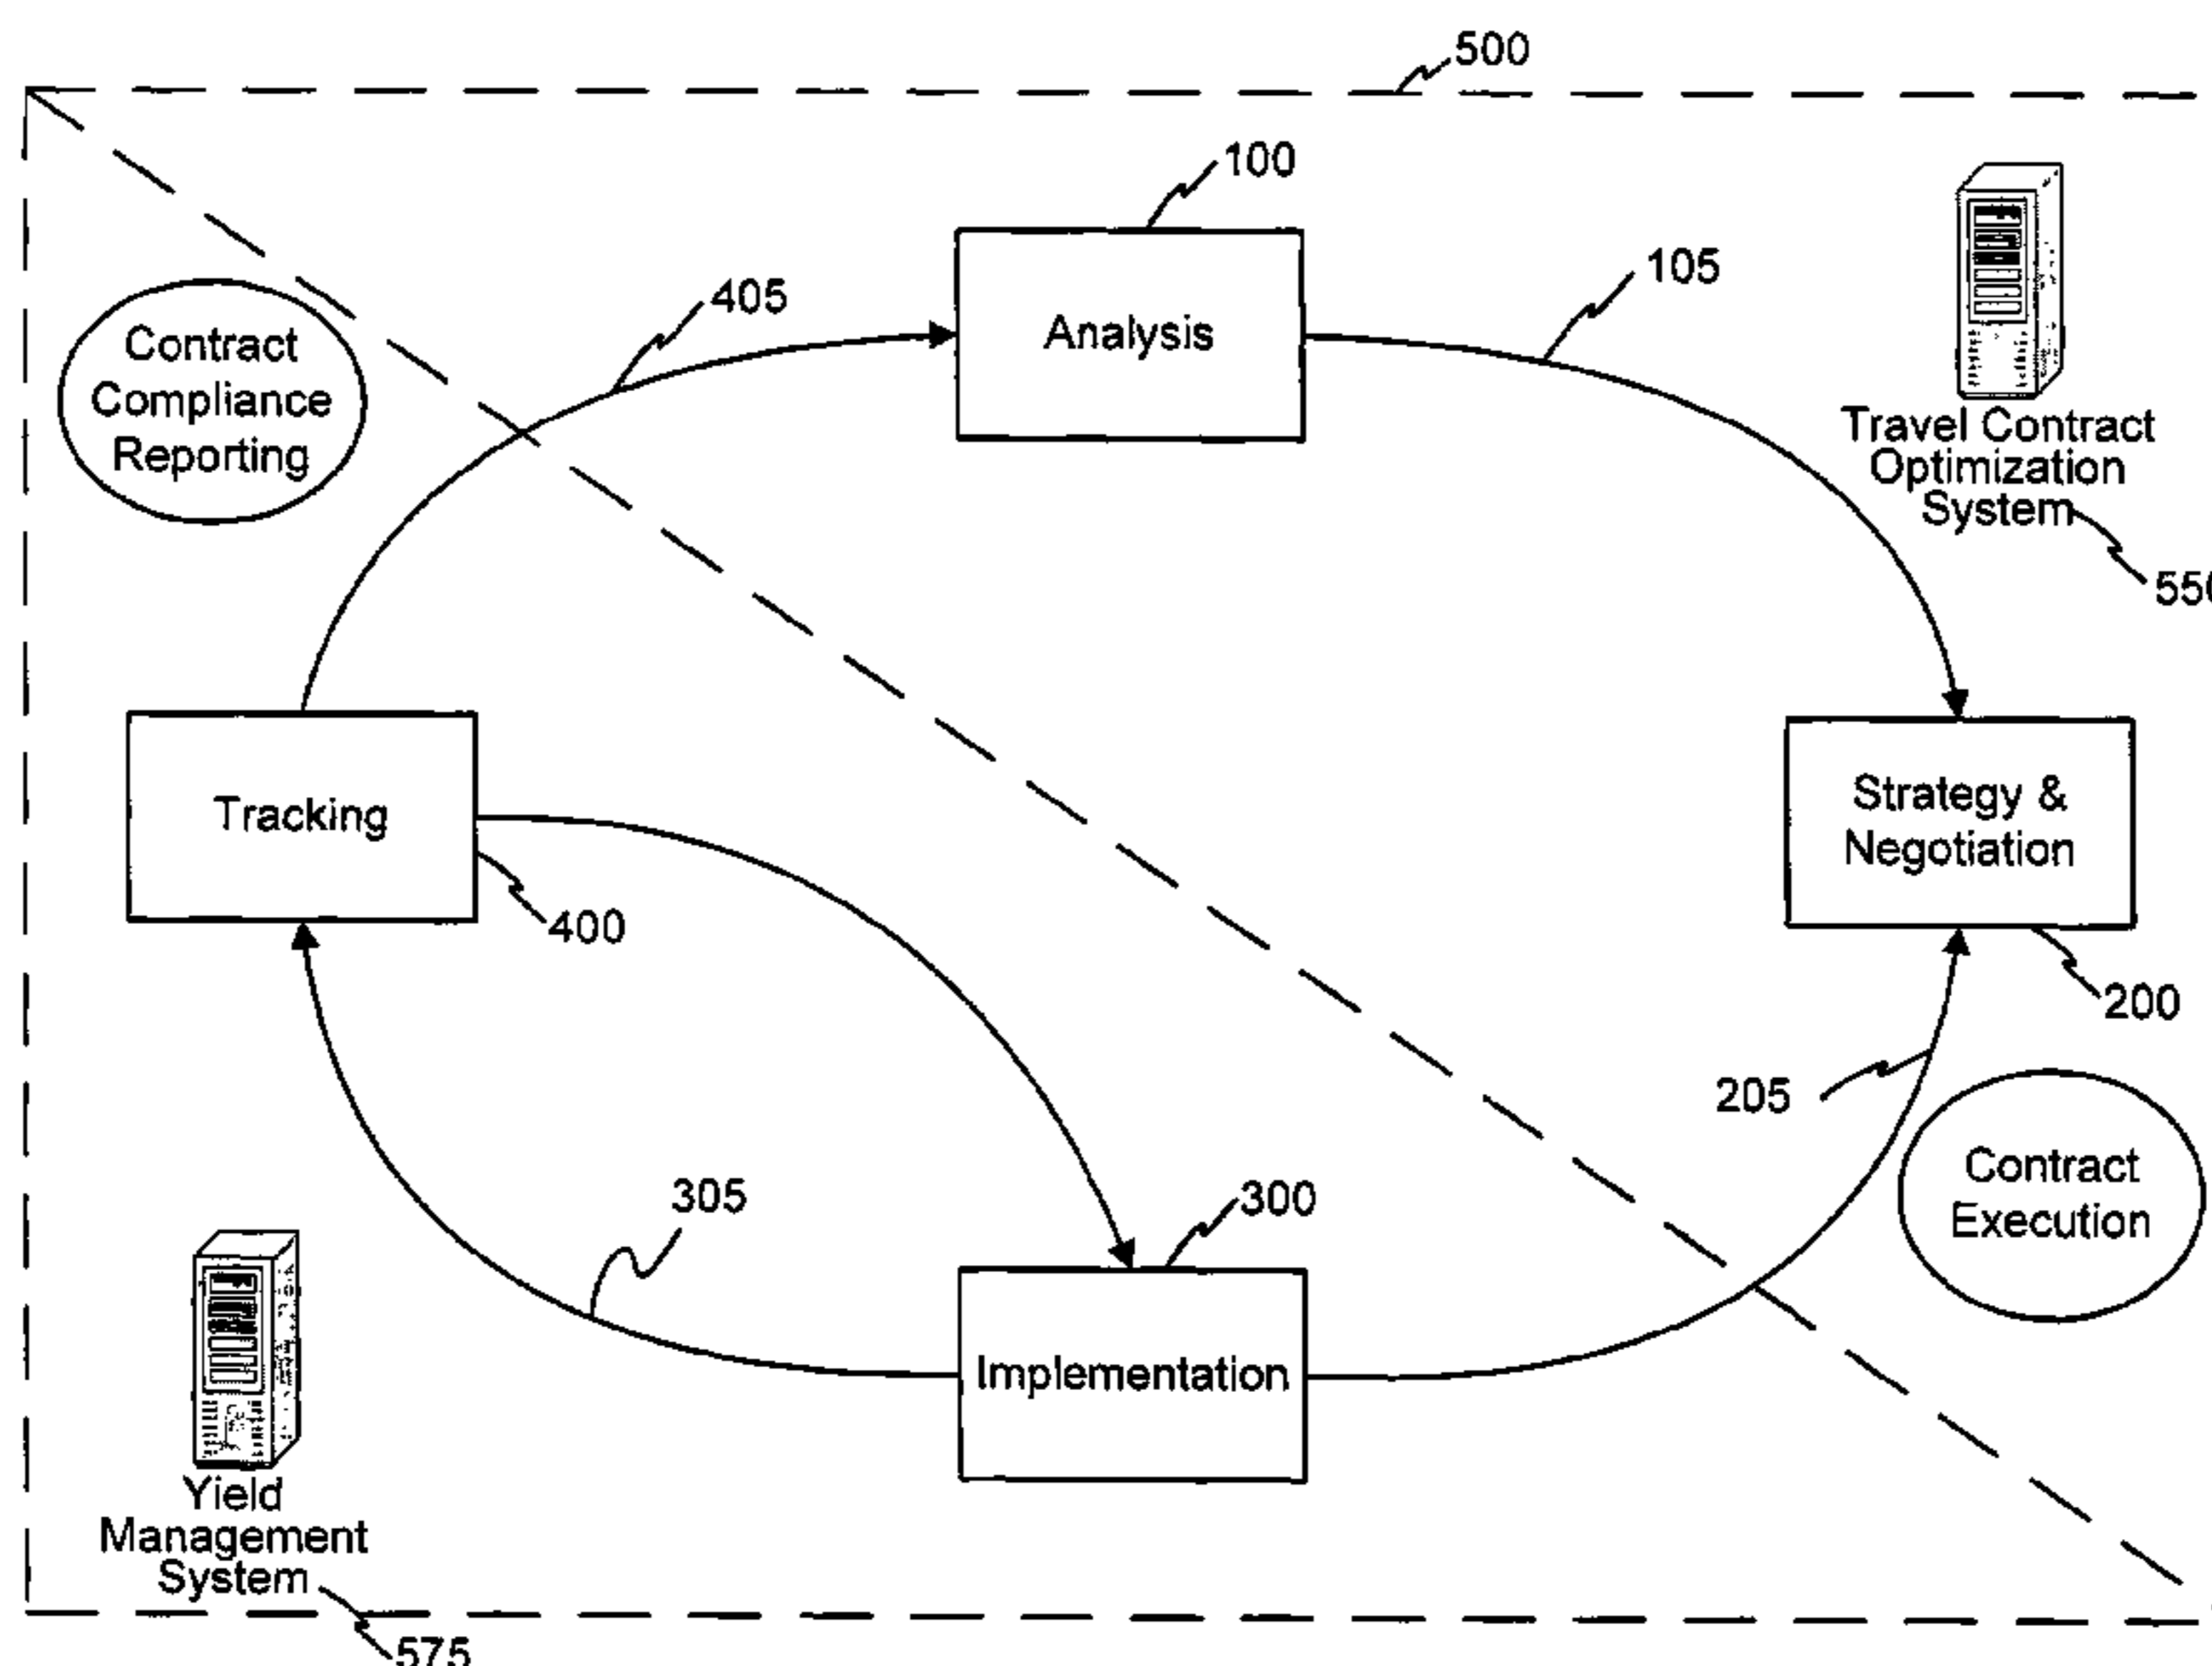 500
100
405
105
Analysis
Contract
Compliance
Reporting
Travel Contract
Optimization
System
Tracking
400
Strategy &
Negotiation
200
205
Contract
Execution
305
300
Implementation
Yield
Management
System
575